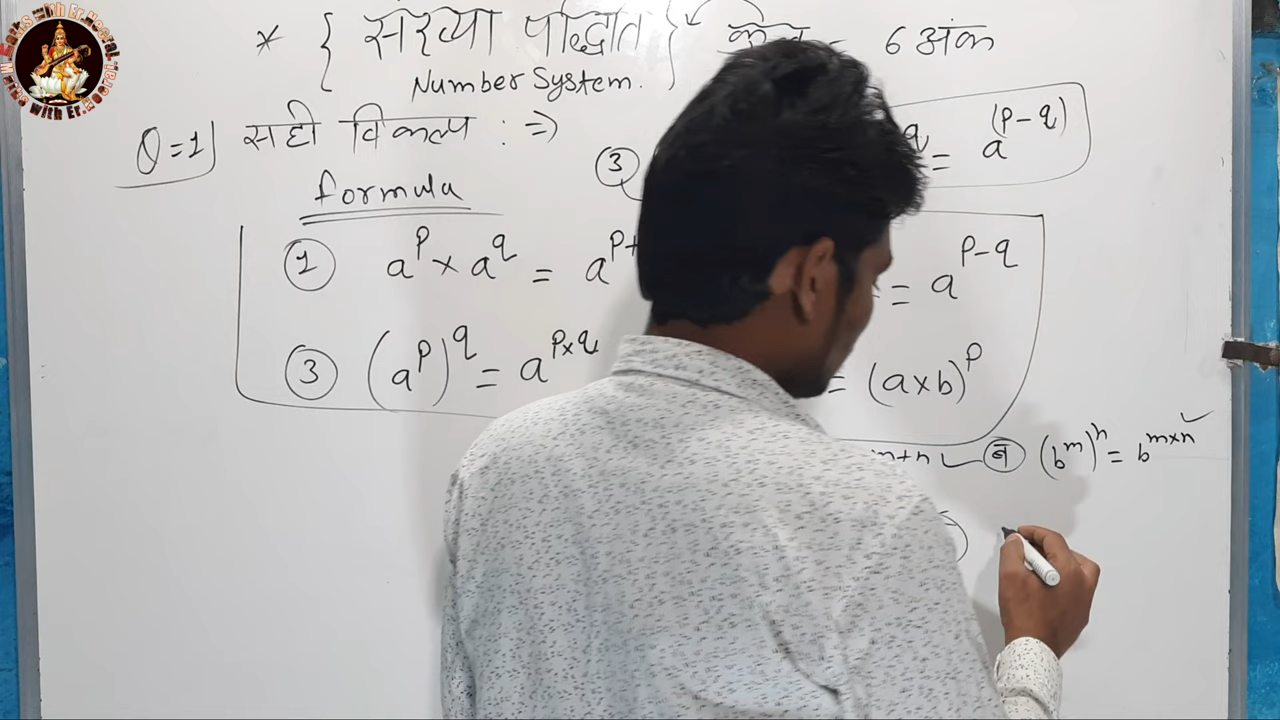 * { संख्या पद्धति } कुल - 6 अंक
Number System.
Q=1] सही विकल्प :=>
③ = a^(p-q)
formula
① a^p × a^q = a^p+ = a^p-q
③ (a^p)^q = a^p×q = (a×b)^p
m+n ब (b^m)^n = b^m×n ✓